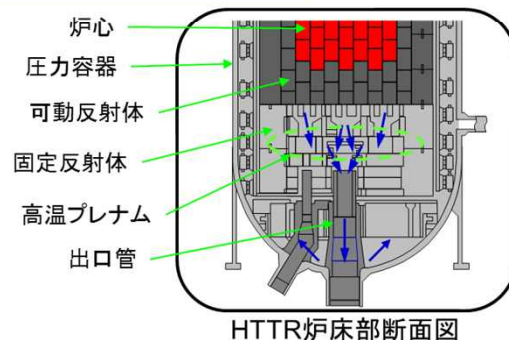 炉心
圧力容器
可動反射体
固定反射体
高温プレナム
出口管
HTTR炉床部断面図